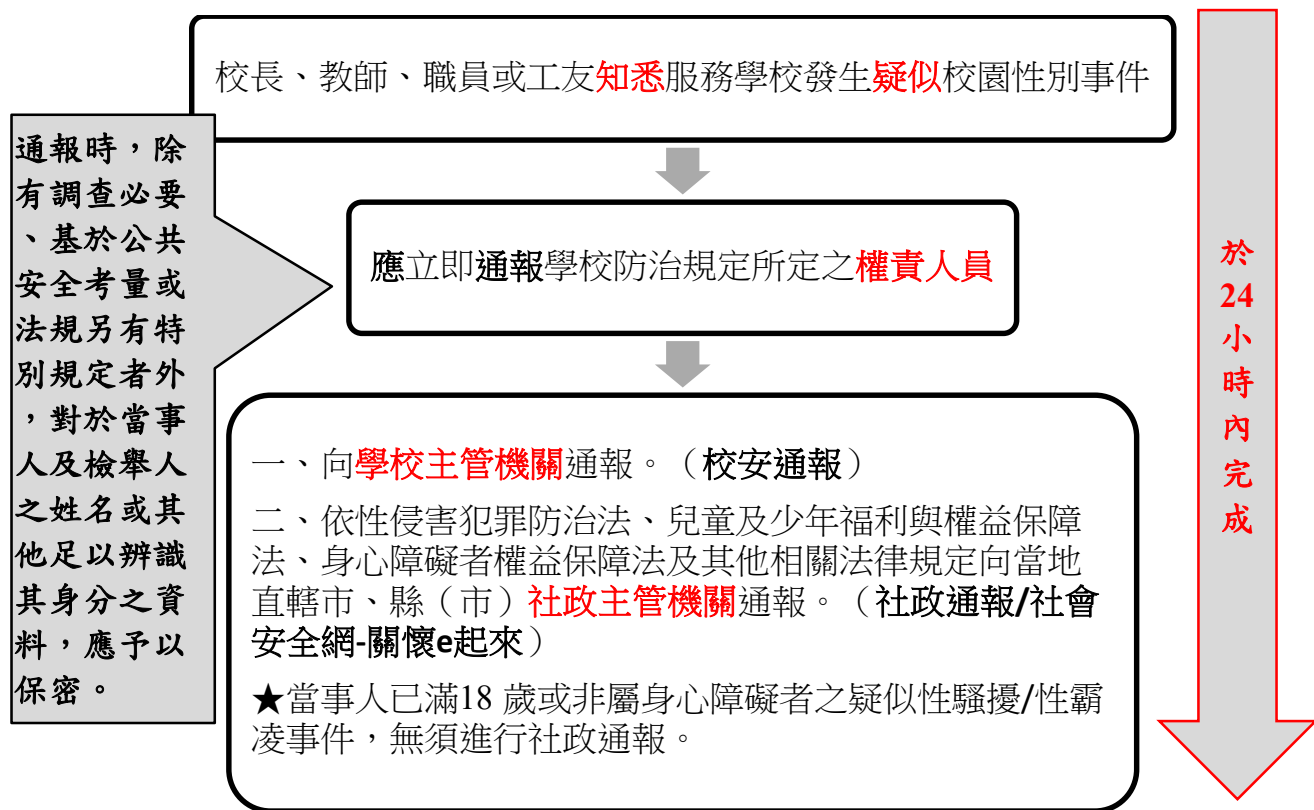 校長、教師、職員或工友知悉服務學校發生疑似校園性別事件
通報時，除
有調查必要
、基於公共
安全考量或
法規另有特
別規定者外
，對於當事
人及檢舉人
之姓名或其
他足以辨識
其身分之資
料，應予以
保密。
應立即通報學校防治規定所定之權責人員
一、向學校主管機關通報。（校安通報）
二、依性侵害犯罪防治法、兒童及少年福利與權益保障
法、身心障礙者權益保障法及其他相關法律規定向當地
直轄市、縣（市）社政主管機關通報。（社政通報/社會
安全網-關懷e起來）
★當事人已滿18 歲或非屬身心障礙者之疑似性騷擾/性霸
凌事件，無須進行社政通報。
於
24
小
時
內
完
成